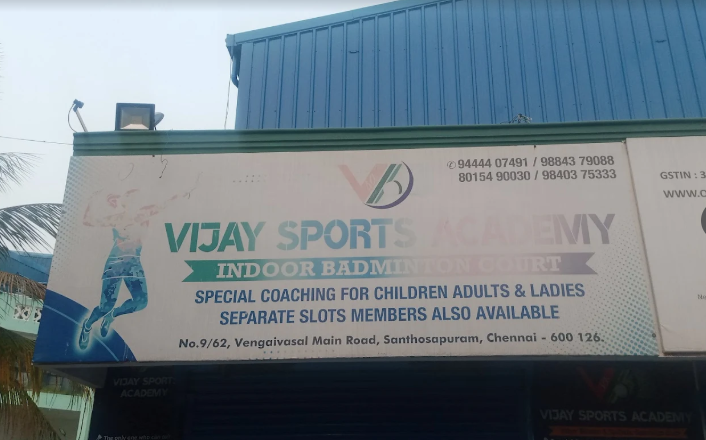 ✆ 94444 07491 / 98843 79088
80154 90030 / 98403 75333
VIJAY SPORTS ACADEMY
INDOOR BADMINTON COURT
SPECIAL COACHING FOR CHILDREN ADULTS & LADIES
SEPARATE SLOTS MEMBERS ALSO AVAILABLE
No.9/62, Vengaivasal Main Road, Santhosapuram, Chennai - 600 126.
GSTIN : 3
www.c
VIJAY SPORTS
ACADEMY
VIJAY SPORTS ACADEMY